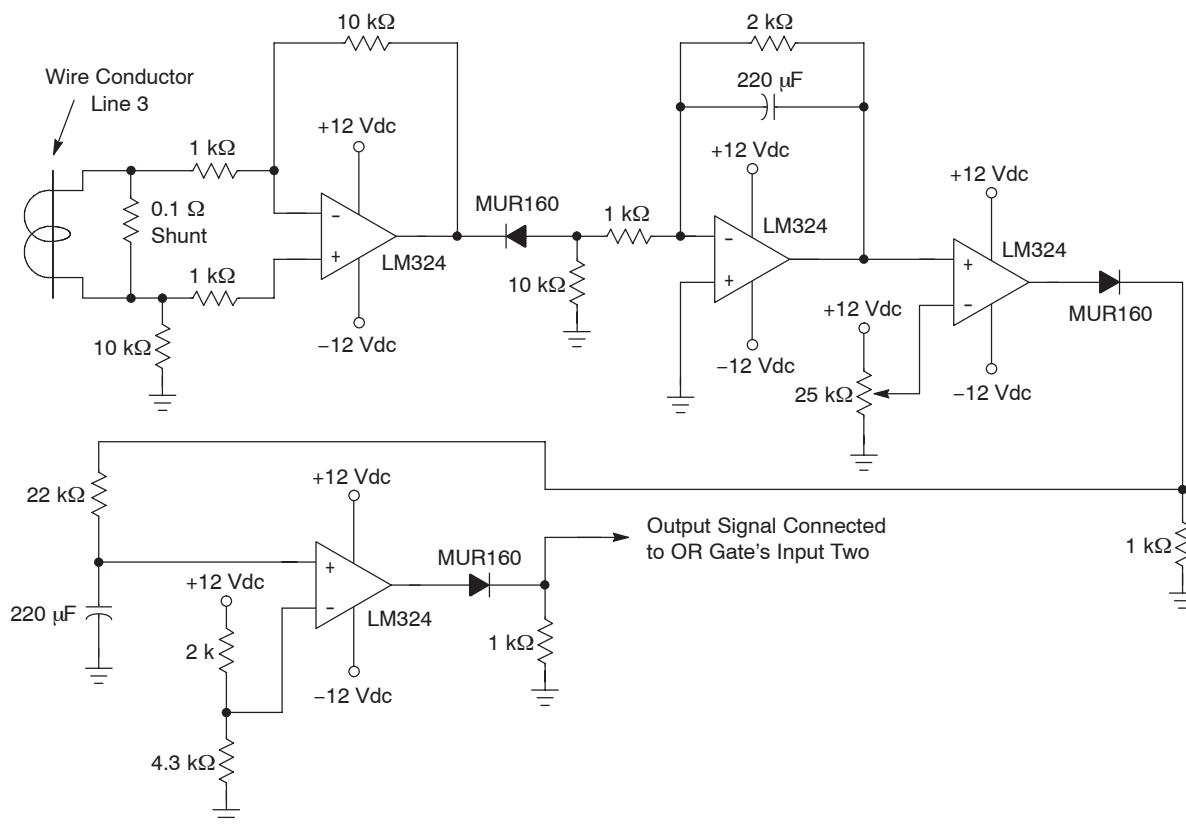 10 kΩ
2 kΩ
Wire Conductor
Line 3
220 µF
+12 Vdc
+12 Vdc
+12 Vdc
1 kΩ
MUR160
1 kΩ
LM324
LM324
0.1 Ω
Shunt
−
+
LM324
−
+
+
−
1 kΩ
10 kΩ
+12 Vdc
MUR160
10 kΩ
−12 Vdc
−12 Vdc
25 kΩ
−12 Vdc
22 kΩ
+12 Vdc
Output Signal Connected
to OR Gate's Input Two
1 kΩ
MUR160
+
−
+12 Vdc
220 µF
LM324
1 kΩ
2 k
−12 Vdc
4.3 kΩ